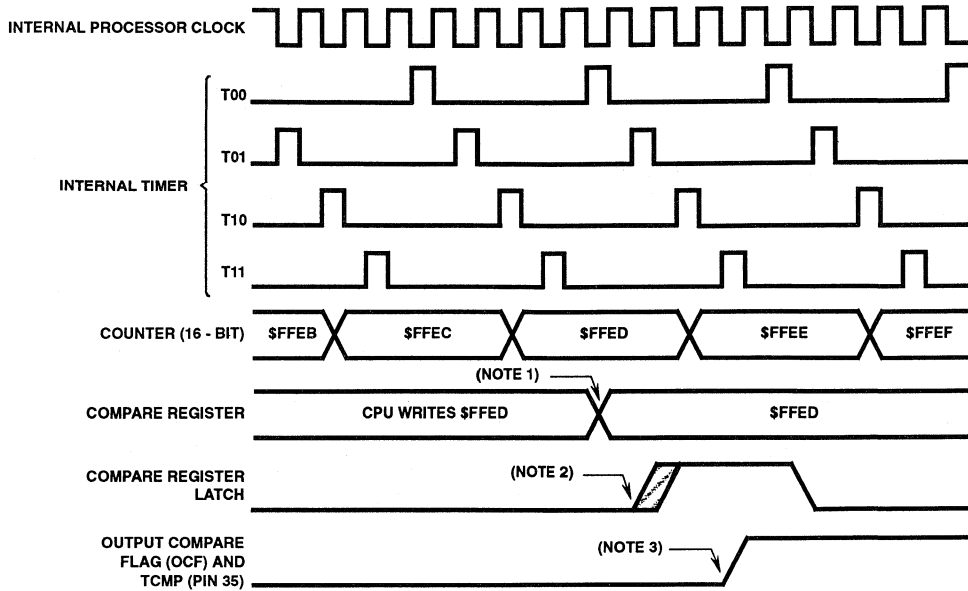 INTERNAL PROCESSOR CLOCK
T00
T01
INTERNAL TIMER
T10
T11
COUNTER (16 - BIT) $FFEB $FFEC $FFED $FFEE $FFEF
(NOTE 1)
COMPARE REGISTER CPU WRITES $FFED $FFED
COMPARE REGISTER
LATCH
(NOTE 2)
OUTPUT COMPARE
FLAG (OCF) AND
TCMP (PIN 35)
(NOTE 3)